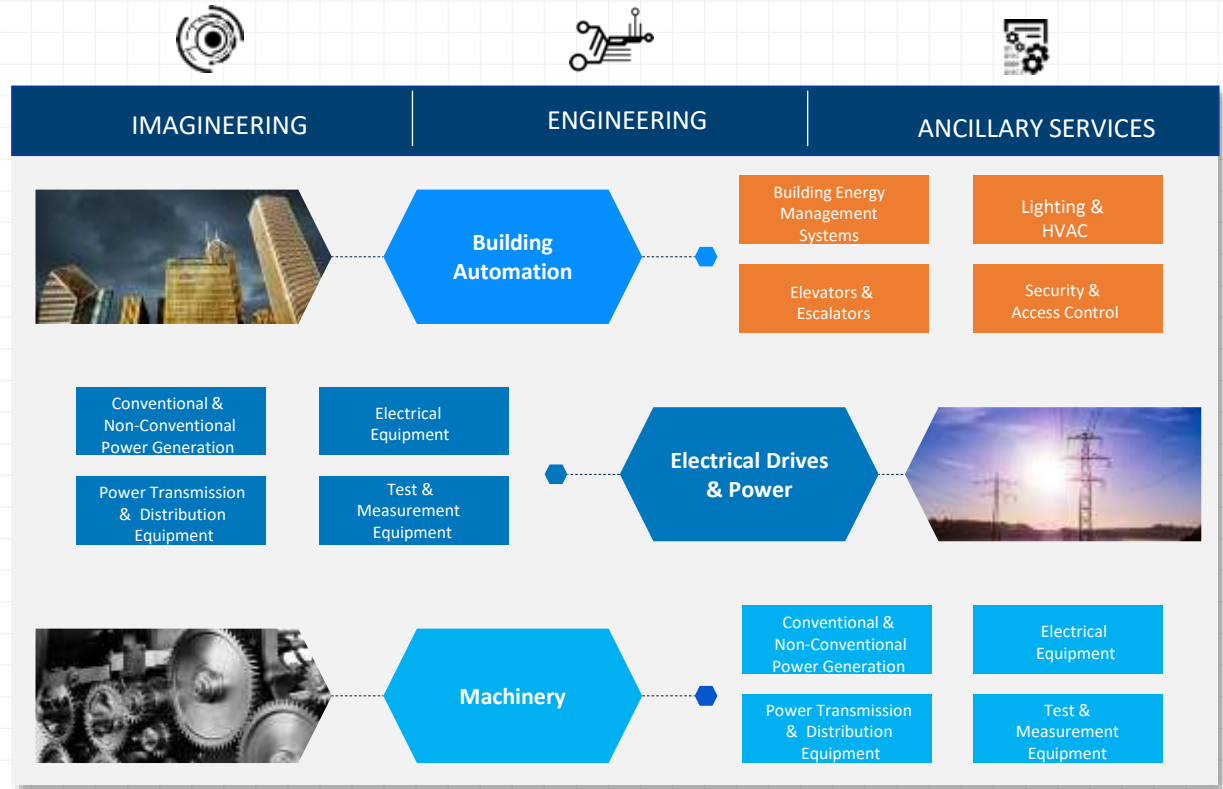 IMAGINEERING
ENGINEERING
ANCILLARY SERVICES
Building
Automation
Building Energy
Management
Systems
Lighting &
HVAC
Elevators &
Escalators
Security &
Access Control
Conventional &
Non-Conventional
Power Generation
Electrical
Equipment
Power Transmission
& Distribution
Equipment
Test &
Measurement
Equipment
Electrical Drives
& Power
Machinery
Conventional &
Non-Conventional
Power Generation
Electrical
Equipment
Power Transmission
& Distribution
Equipment
Test &
Measurement
Equipment